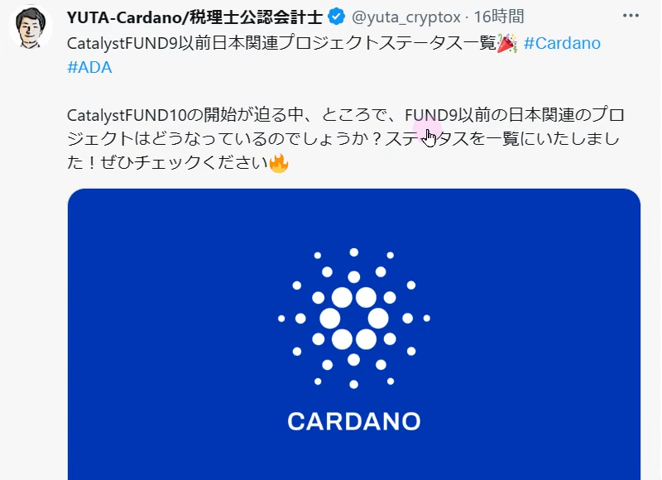 YUTA-Cardano/税理士公認会計士 @yuta_cryptox · 16時間
CatalystFUND9以前日本関連プロジェクトステータス一覧🎉 #Cardano
#ADA
CatalystFUND10の開始が迫る中、ところで、FUND9以前の日本関連のプロ
ジェクトはどうなっているのでしょうか？ステータスを一覧にいたしまし
た！ぜひチェックください🔥
CARDANO